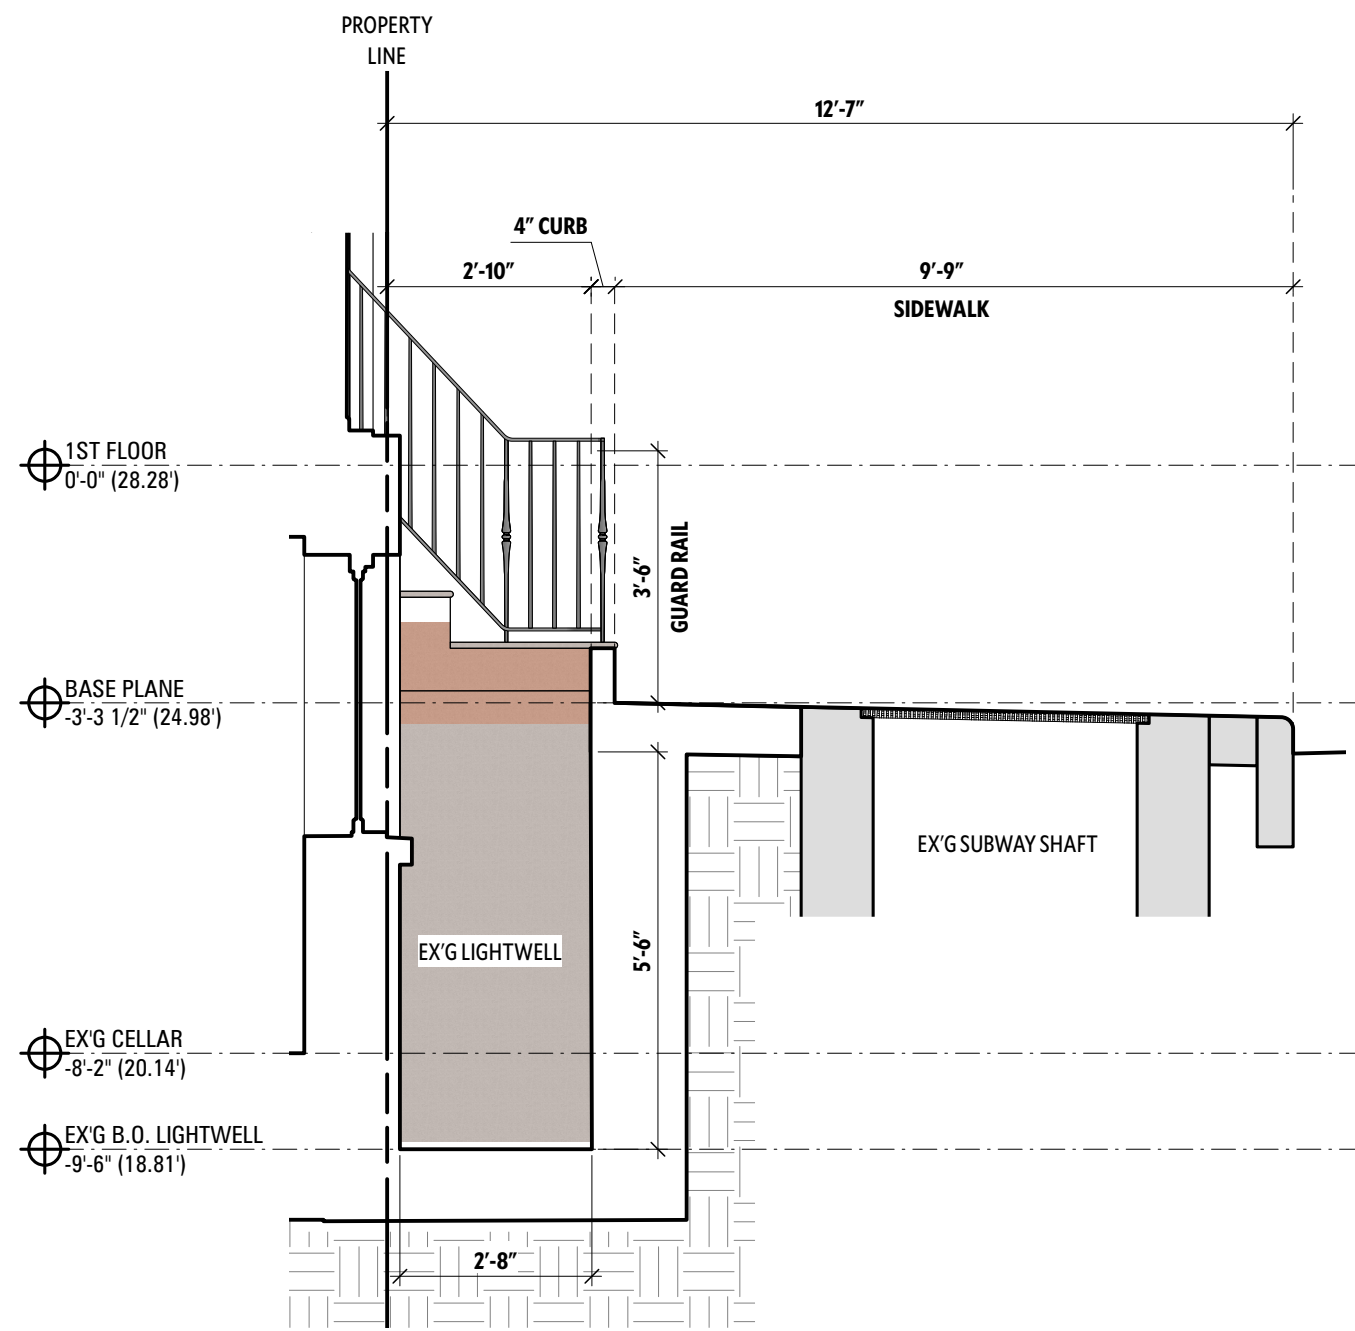 PROPERTY
LINE
12'-7"
4" CURB
2'-10"
9'-9"
SIDEWALK
1ST FLOOR
0'-0" (28.28')
3'-6"
GUARD RAIL
BASE PLANE
-3'-3 1/2" (24.98')
EX'G SUBWAY SHAFT
EX'G LIGHTWELL
5'-6"
EX'G CELLAR
-8'-2" (20.14')
EX'G B.O. LIGHTWELL
-9'-6" (18.81')
2'-8"